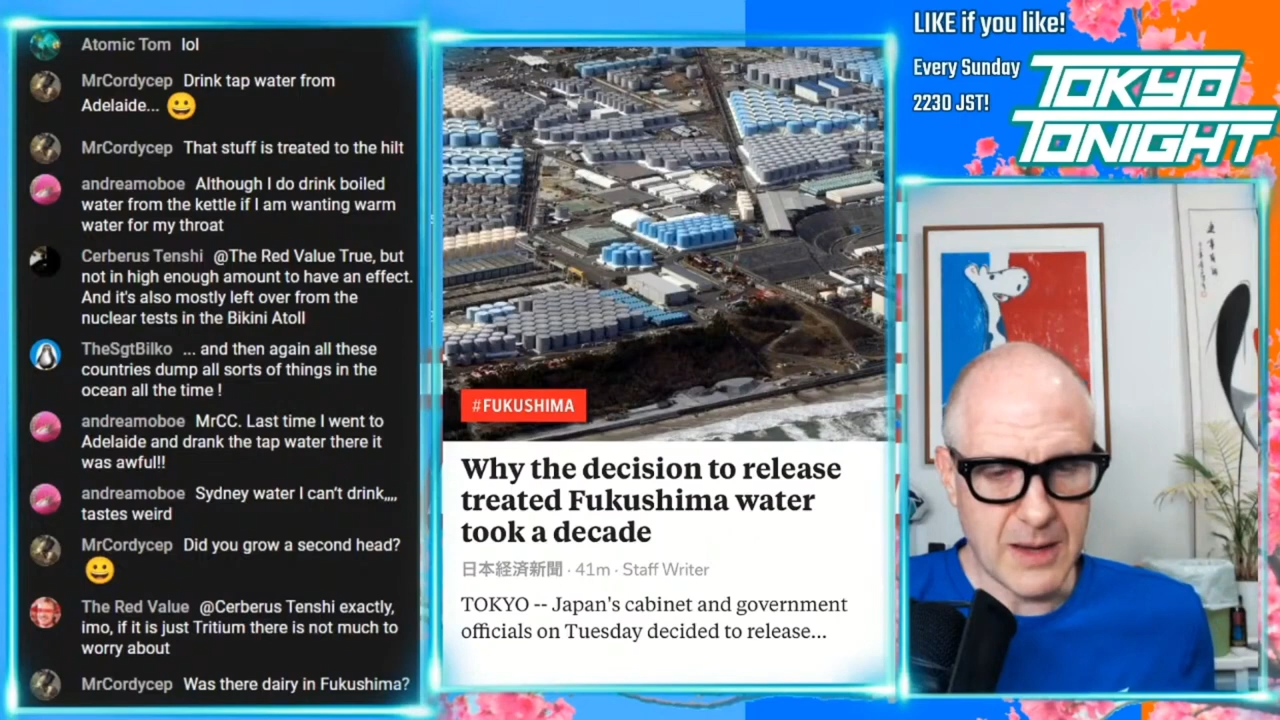 Atomic Tom lol
MrCordycep Drink tap water from
Adelaide... 😀
MrCordycep That stuff is treated to the hilt
andreamoboe Although I do drink boiled
water from the kettle if I am wanting warm
water for my throat
Cerberus Tenshi @The Red Value True, but
not in high enough amount to have an effect.
And it's also mostly left over from the
nuclear tests in the Bikini Atoll
TheSgtBilko ... and then again all these
countries dump all sorts of things in the
ocean all the time !
andreamoboe MrCC. Last time I went to
Adelaide and drank the tap water there it
was awful!!
andreamoboe Sydney water I can't drink,,,,
tastes weird
MrCordycep Did you grow a second head?
😀
The Red Value @Cerberus Tenshi exactly,
imo, if it is just Tritium there is not much to
worry about
MrCordycep Was there dairy in Fukushima?
#FUKUSHIMA
Why the decision to release
treated Fukushima water
took a decade
日本経済新聞 · 41m · Staff Writer
TOKYO -- Japan's cabinet and government
officials on Tuesday decided to release...
LIKE if you like!
Every Sunday
2230 JST!
TOKYO
TONIGHT